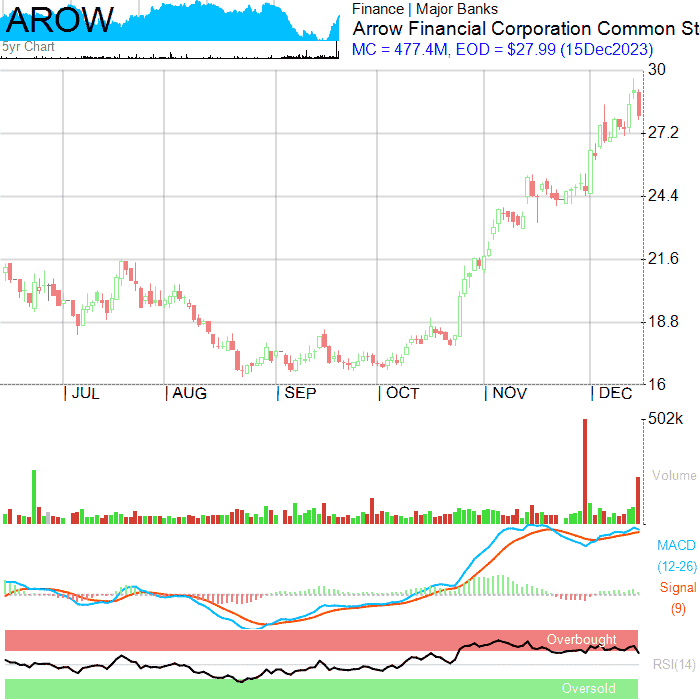 AROW
5yr Chart
Finance | Major Banks
Arrow Financial Corporation Common St
MC = 477.4M, EOD = $27.99 (15Dec2023)
30
27.2
24.4
21.6
18.8
16
| JUL | AUG | SEP | OCT | NOV | DEC
502k
Volume
MACD
(12-26)
Signal
(9)
Overbought
RSI(14)
Oversold